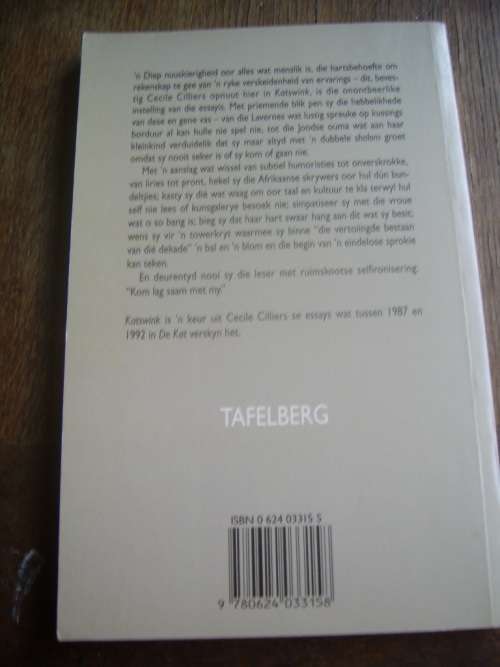 'n Diep nuuskierigheid oor alles wat menslik is, die hartsbehoefte om
rekenskap te gee van 'n ryke verskeidenheid van ervarings – dit, beves-
tig Cecile Cilliers opnuut hier in Katswink, is die onontbeerlike
instelling van die essayis. Met priemende blik pen sy die hebbelikhede
van dese en gene vas – van die Lavernes wat lustig spreuke op kussings
borduur al kan hulle nie spel nie, tot die Joodse ouma wat aan haar
kleinkind verduidelik dat sy maar altyd met 'n dubbele sholom groet
omdat sy nooit seker is of sy kom of gaan nie.
Met 'n aanslag wat wissel van subtiel humoristies tot onverskrokke,
van liries tot pront, hekel sy die Afrikaanse skrywers oor hul dun bun-
deltjies; kasty sy dié wat waag om oor taal en kultuur te kla terwyl hul
self nie lees of kunsgalerye besoek nie; simpatiseer sy met die vroue
wat so bang is; bieg sy dat haar hart swaar hang aan dit wat sy besit;
wens sy vir 'n towerkryt waarmee sy binne "die vertoiingde bestaan
van dié dekade" 'n bal en 'n blom en die begin van 'n eindelose sprokie
kan teken.
En deurentyd nooi sy die leser met ruimskootse selfironisering:
"Kom lag saam met my."
Katswink is 'n keur uit Cecile Cilliers se essays wat tussen 1987 en
1992 in De Kat verskyn het.
TAFELBERG
ISBN 0 624 03315 5
9 780624 033158